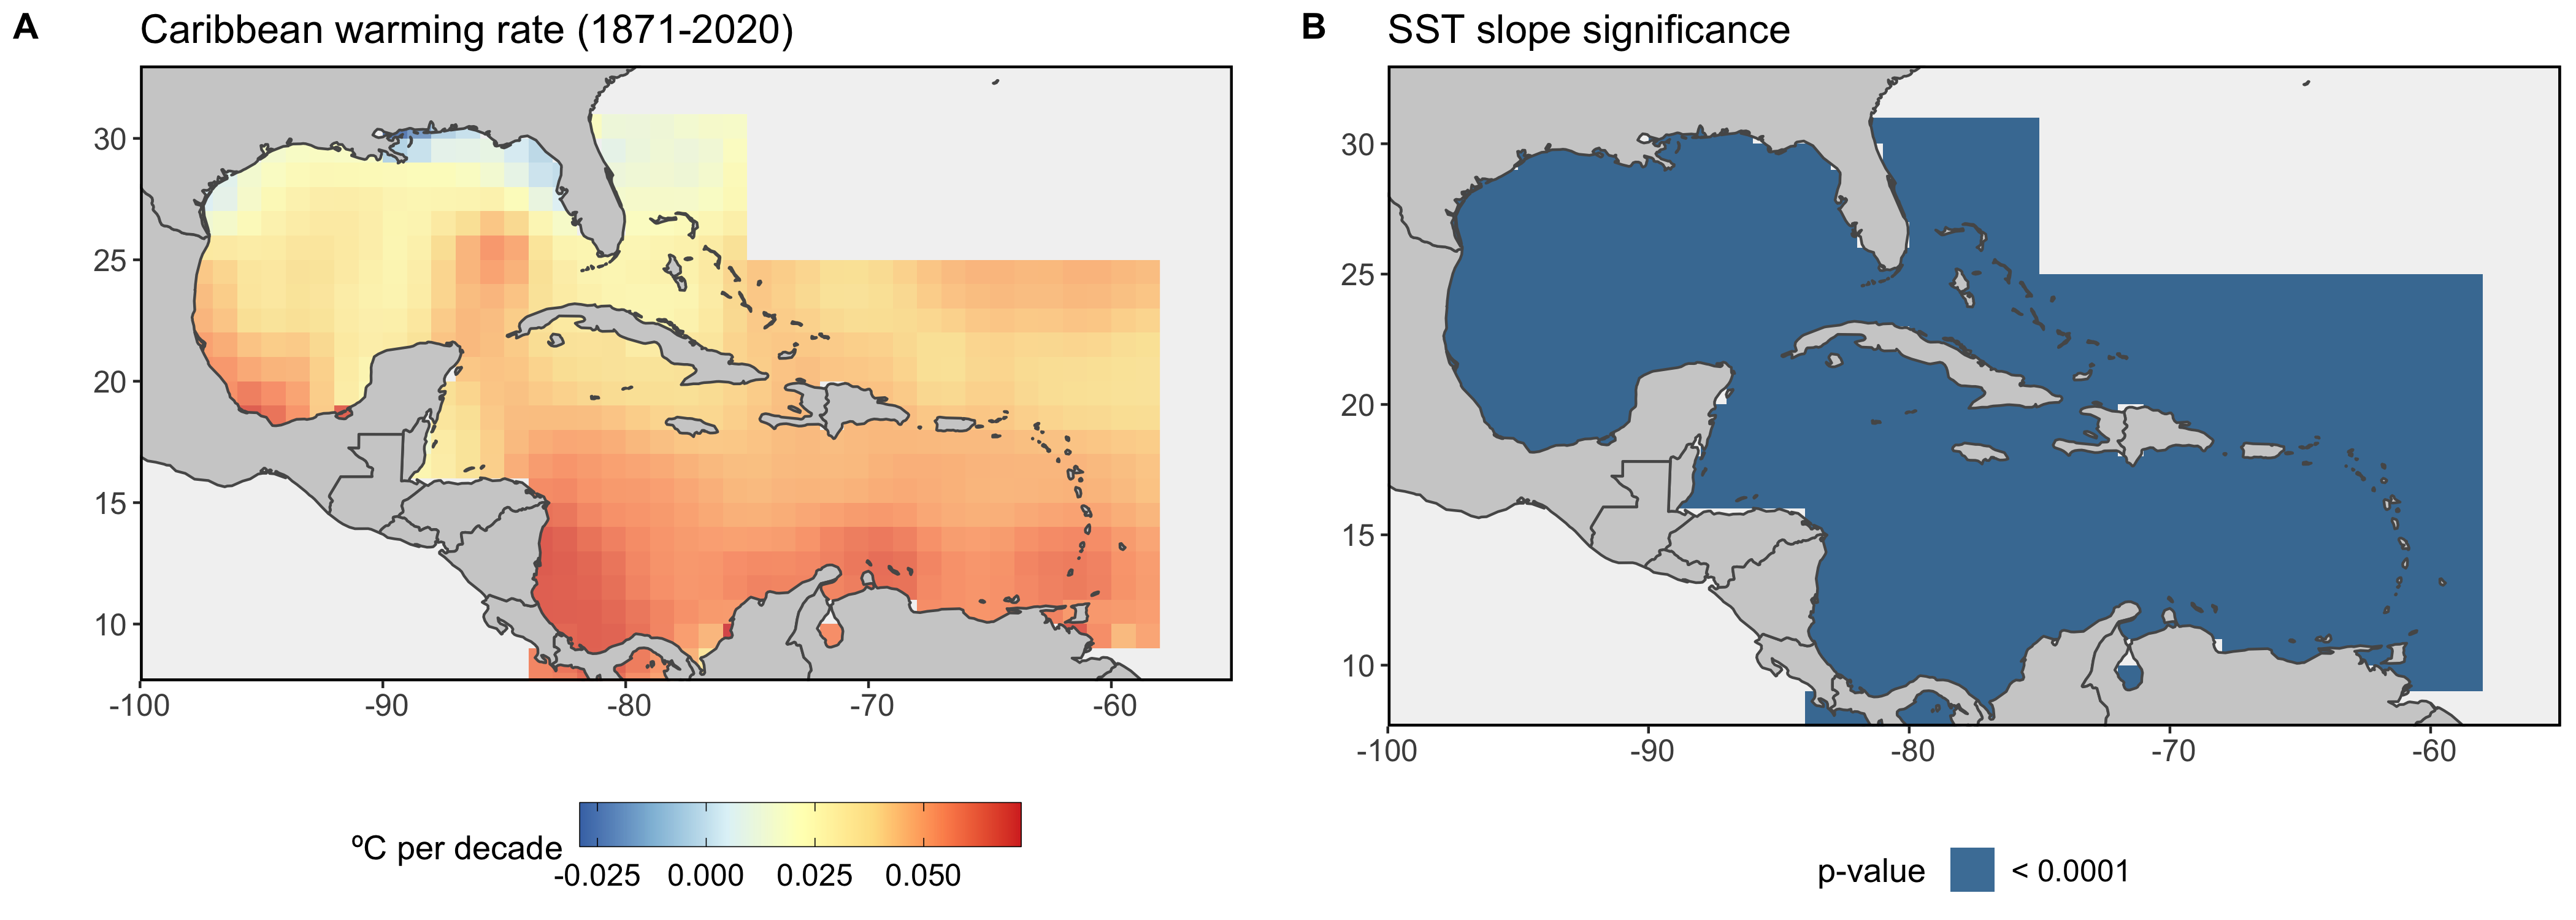 A Caribbean warming rate (1871-2020)
30
25
20
15
10
-100 -90 -80 -70 -60
ºC per decade
-0.025 0.000 0.025 0.050
B SST slope significance
30
25
20
15
10
-100 -90 -80 -70 -60
p-value < 0.0001